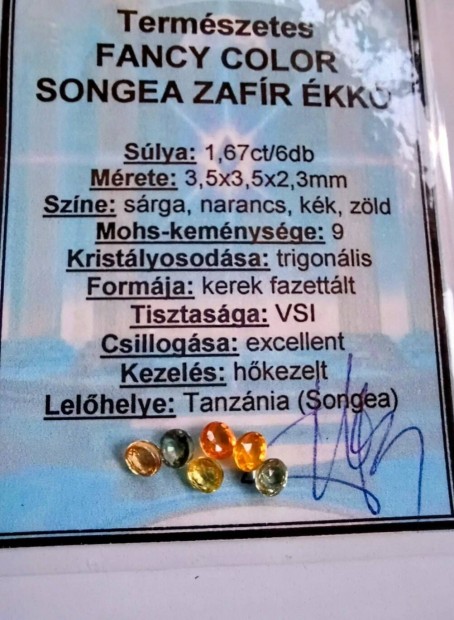 Természetes
FANCY COLOR
SONGEA ZAFÍR ÉKKŐ
Súlya: 1,67ct/6db
Mérete: 3,5x3,5x2,3mm
Színe: sárga, narancs, kék, zöld
Mohs-keménysége: 9
Kristályosodása: trigonális
Formája: kerek fazettált
Tisztasága: VSI
Csillogása: excellent
Kezelés: hőkezelt
Lelőhelye: Tanzánia (Songea)